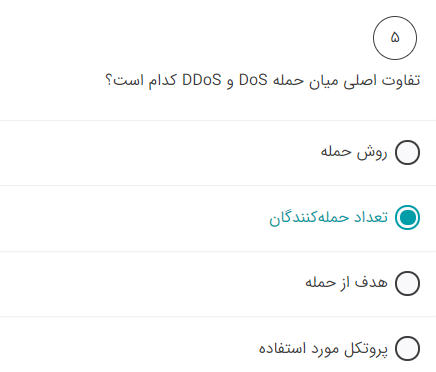 ۵
تفاوت اصلی میان حمله DoS و DDoS کدام است؟
روش حمله
تعداد حمله‌کنندگان
هدف از حمله
پروتکل مورد استفاده